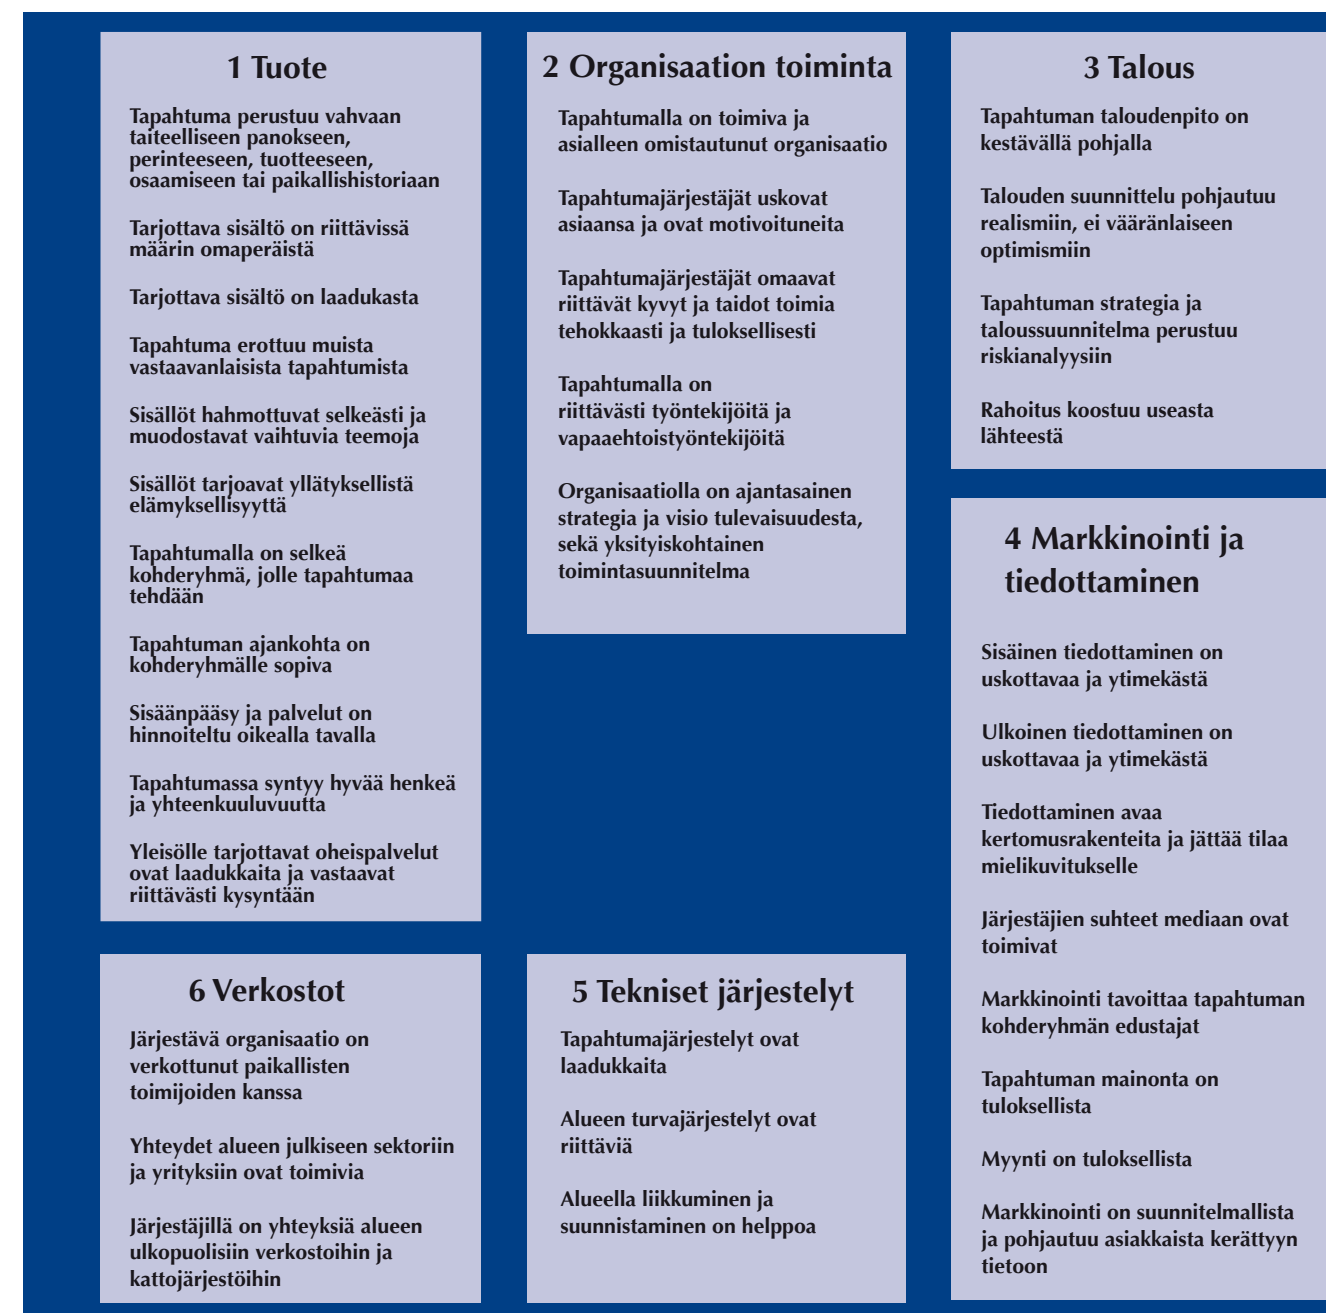 1 Tuote
Tapahtuma perustuu vahvaan
taiteelliseen panokseen,
perinteeseen, tuotteeseen,
osaamiseen tai paikallishistoriaan
Tarjottava sisältö on riittävissä
määrin omaperäistä
Tarjottava sisältö on laadukasta
Tapahtuma erottuu muista
vastaavanlaisista tapahtumista
Sisällöt hahmottuvat selkeästi ja
muodostavat vaihtuvia teemoja
Sisällöt tarjoavat yllätyksellistä
elämyksellisyyttä
Tapahtumalla on selkeä
kohderyhmä, jolle tapahtumaa
tehdään
Tapahtuman ajankohta on
kohderyhmälle sopiva
Sisäänpääsy ja palvelut on
hinnoiteltu oikealla tavalla
Tapahtumassa syntyy hyvää henkeä
ja yhteenkuuluvuutta
Yleisölle tarjottavat oheispalvelut
ovat laadukkaita ja vastaavat
riittävästi kysyntään
2 Organisaation toiminta
Tapahtumalla on toimiva ja
asialleen omistautunut organisaatio
Tapahtumajärjestäjät uskovat
asiaansa ja ovat motivoituneita
Tapahtumajärjestäjät omaavat
riittävät kyvyt ja taidot toimia
tehokkaasti ja tuloksellisesti
Tapahtumalla on
riittävästi työntekijöitä ja
vapaaehtoistyöntekijöitä
Organisaatiolla on ajantasainen
strategia ja visio tulevaisuudesta,
sekä yksityiskohtainen
toimintasuunnitelma
3 Talous
Tapahtuman taloudenpito on
kestävällä pohjalla
Talouden suunnittelu pohjautuu
realismiin, ei vääränlaiseen
optimismiin
Tapahtuman strategia ja
taloussuunnitelma perustuu
riskianalyysiin
Rahoitus koostuu useasta
lähteestä
4 Markkinointi ja
tiedottaminen
Sisäinen tiedottaminen on
uskottavaa ja ytimekästä
Ulkoinen tiedottaminen on
uskottavaa ja ytimekästä
Tiedottaminen avaa
kertomusrakenteita ja jättää tilaa
mielikuvitukselle
Järjestäjien suhteet mediaan ovat
toimivat
Markkinointi tavoittaa tapahtuman
kohderyhmän edustajat
Tapahtuman mainonta on
tuloksellista
Myynti on tuloksellista
Markkinointi on suunnitelmallista
ja pohjautuu asiakkaista kerättyyn
tietoon
6 Verkostot
Järjestävä organisaatio on
verkottunut paikallisten
toimijoiden kanssa
Yhteydet alueen julkiseen sektoriin
ja yrityksiin ovat toimivia
Järjestäjillä on yhteyksiä alueen
ulkopuolisiin verkostoihin ja
kattojärjestöihin
5 Tekniset järjestelyt
Tapahtumajärjestelyt ovat
laadukkaita
Alueen turvajärjestelyt ovat
riittäviä
Alueella liikkuminen ja
suunnistaminen on helppoa